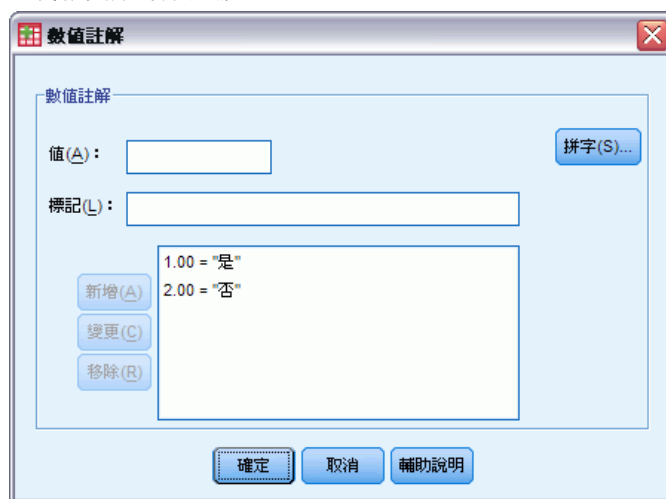 數值註解
數值註解
值(A)：
拼字(S)...
標記(L)：
1.00 = "是"
2.00 = "否"
新增(A)
變更(C)
移除(R)
確定 取消 輔助說明